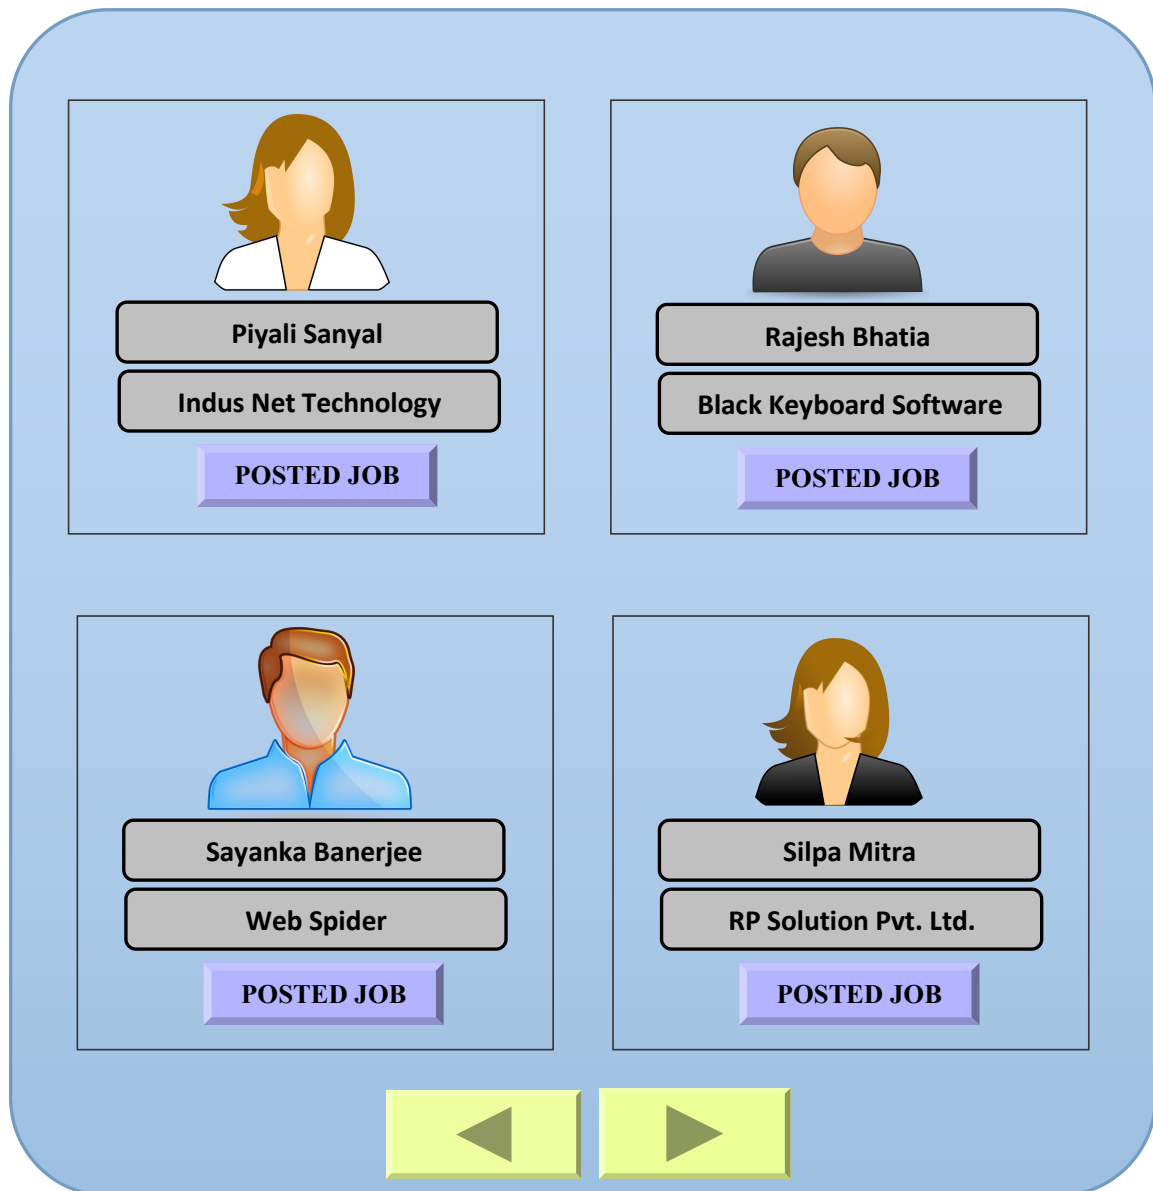 Piyali Sanyal
Indus Net Technology
POSTED JOB
Rajesh Bhatia
Black Keyboard Software
POSTED JOB
Sayanka Banerjee
Web Spider
POSTED JOB
Silpa Mitra
RP Solution Pvt. Ltd.
POSTED JOB